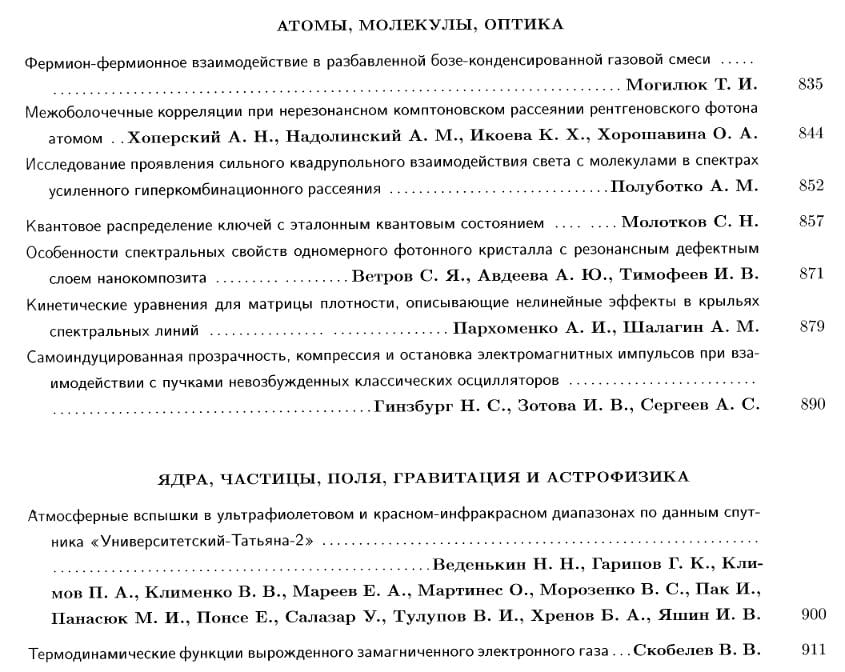 АТОМЫ, МОЛЕКУЛЫ, ОПТИКА
Фермион-фермионное взаимодействие в разбавленной бозе-конденсированной газовой смеси .....
.......................................................................... Могилюк Т. И. 835
Межоболочечные корреляции при нерезонансном комптоновском рассеянии рентгеновского фотона
атомом .. Хоперский А. Н., Надолинский А. М., Икоева К. Х., Хорошавина О. А. 844
Исследование проявления сильного квадрупольного взаимодействия света с молекулами в спектрах
усиленного гиперкомбинационного рассеяния ............................ Полуботко А. М. 852
Квантовое распределение ключей с эталонным квантовым состоянием .... .... Молотков С. Н. 857
Особенности спектральных свойств одномерного фотонного кристалла с резонансным дефектным
слоем нанокомпозита ......... ......... Ветров С. Я., Авдеева А. Ю., Тимофеев И. В. 871
Кинетические уравнения для матрицы плотности, описывающие нелинейные эффекты в крыльях
спектральных линий ................ ................ Пархоменко А. И., Шалагин А. М. 879
Самоиндуцированная прозрачность, компрессия и остановка электромагнитных импульсов при вза-
имодействии с пучками невозбужденных классических осцилляторов ..........................
............................................. Гинзбург Н. С., Зотова И. В., Сергеев А. С. 890
ЯДРА, ЧАСТИЦЫ, ПОЛЯ, ГРАВИТАЦИЯ И АСТРОФИЗИКА
Атмосферные вспышки в ультрафиолетовом и красном-инфракрасном диапазонах по данным спут-
ника «Университетский-Татьяна-2» ............................................................
..................................................... Веденькин Н. Н., Гарипов Г. К., Кли-
мов П. А., Клименко В. В., Мареев Е. А., Мартинес О., Морозенко В. С., Пак И.,
Панасюк М. И., Понсе Е., Салазар У., Тулупов В. И., Хренов Б. А., Яшин И. В. 900
Термодинамические функции вырожденного замагниченного электронного газа ... Скобелев В. В. 911